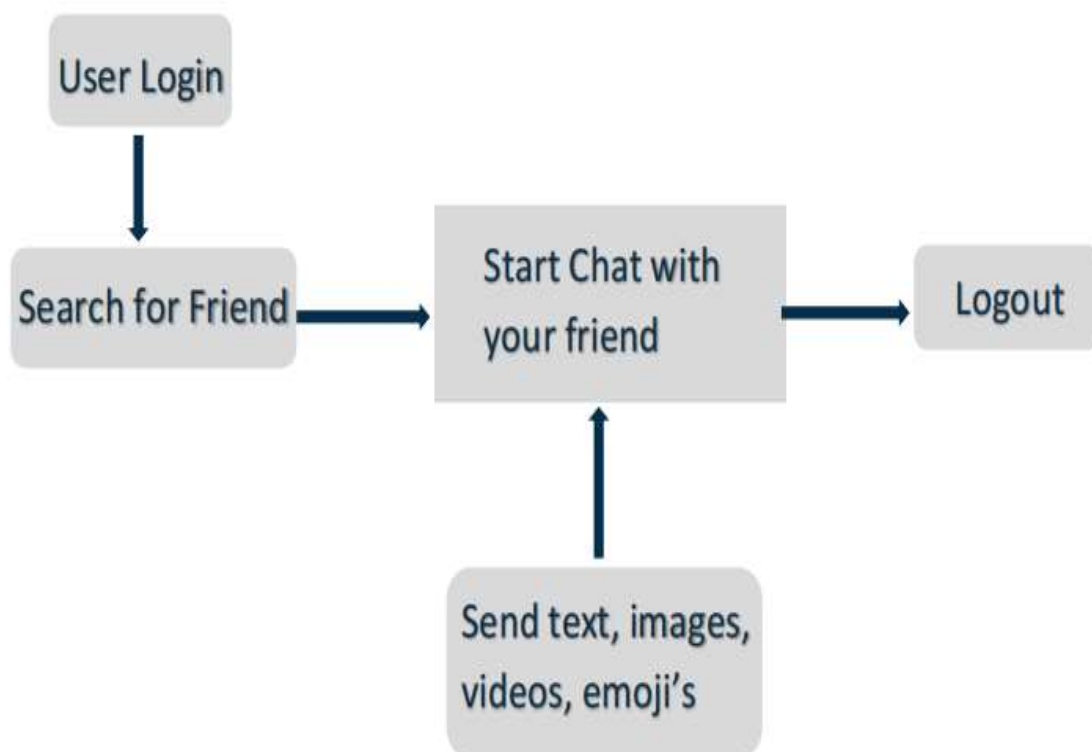 User Login
Search for Friend
Start Chat with
your friend
Logout
Send text, images,
videos, emoji’s